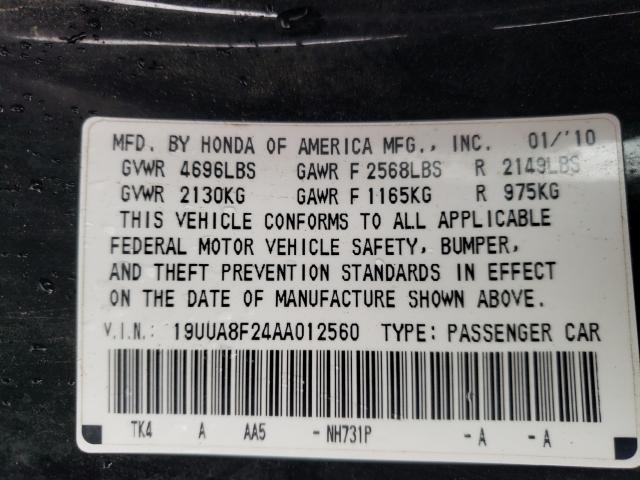 MFD. BY HONDA OF AMERICA MFG., INC. 01/'10
GVWR 4696LBS GAWR F 2568LBS R 2149LBS
GVWR 2130KG GAWR F 1165KG R 975KG
THIS VEHICLE CONFORMS TO ALL APPLICABLE
FEDERAL MOTOR VEHICLE SAFETY, BUMPER,
AND THEFT PREVENTION STANDARDS IN EFFECT
ON THE DATE OF MANUFACTURE SHOWN ABOVE.
V.I.N.: 19UUA8F24AA012560 TYPE: PASSENGER CAR
TK4 A AA5 - NH731P - A - A